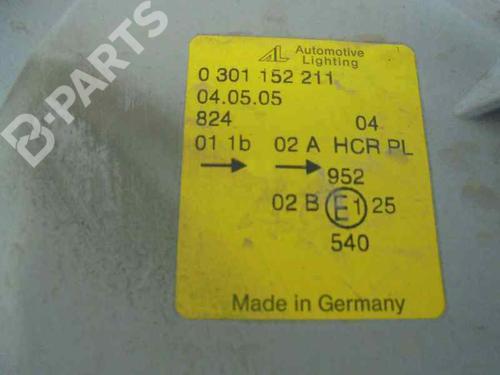 B-PARTS
AL Automotive
Lighting
0 301 152 211
04.05.05
824 04
01 1b 02 A HCR PL
952
02 B E1 25
540
Made in Germany